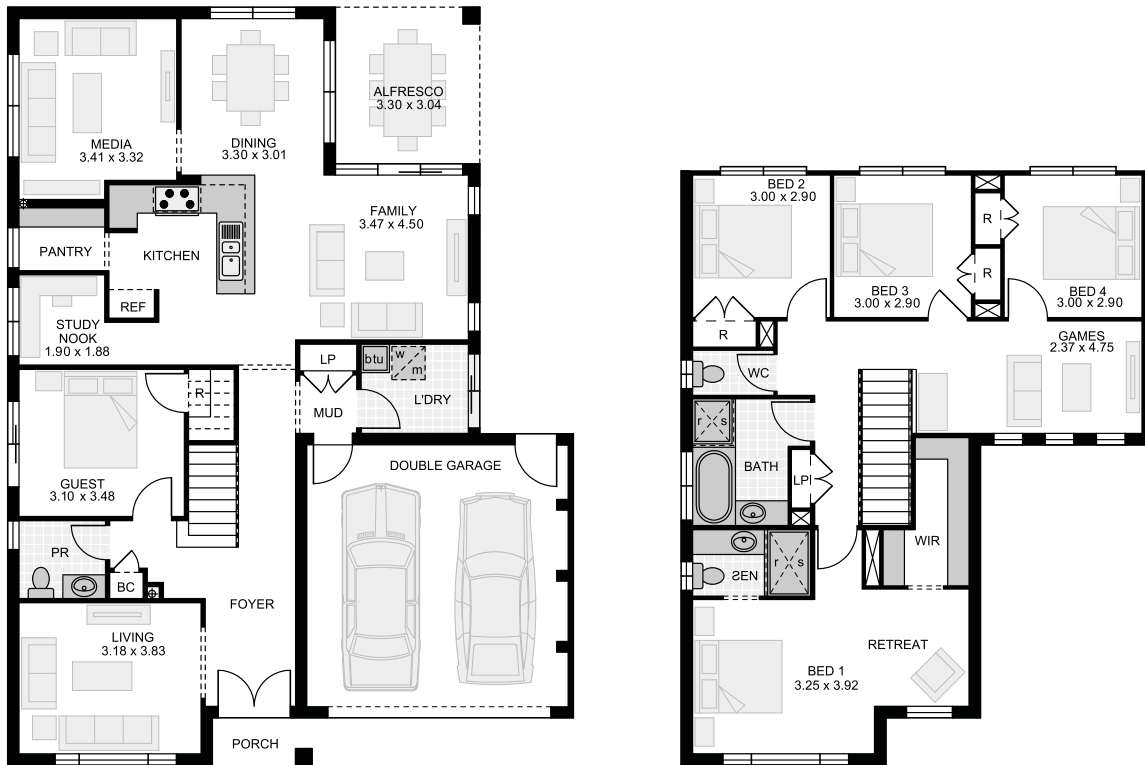 MEDIA
3.41 x 3.32
DINING
3.30 x 3.01
ALFRESCO
3.30 x 3.04
PANTRY
KITCHEN
FAMILY
3.47 x 4.50
REF
STUDY
NOOK
1.90 x 1.88
LP
btu
w
m
MUD
L'DRY
R
GUEST
3.10 x 3.48
DOUBLE GARAGE
PR
BC
FOYER
LIVING
3.18 x 3.83
PORCH
BED 2
3.00 x 2.90
BED 3
3.00 x 2.90
R
R
BED 4
3.00 x 2.90
R
GAMES
2.37 x 4.75
WC
r s
BATH
LP
WIR
ENS
r s
RETREAT
BED 1
3.25 x 3.92